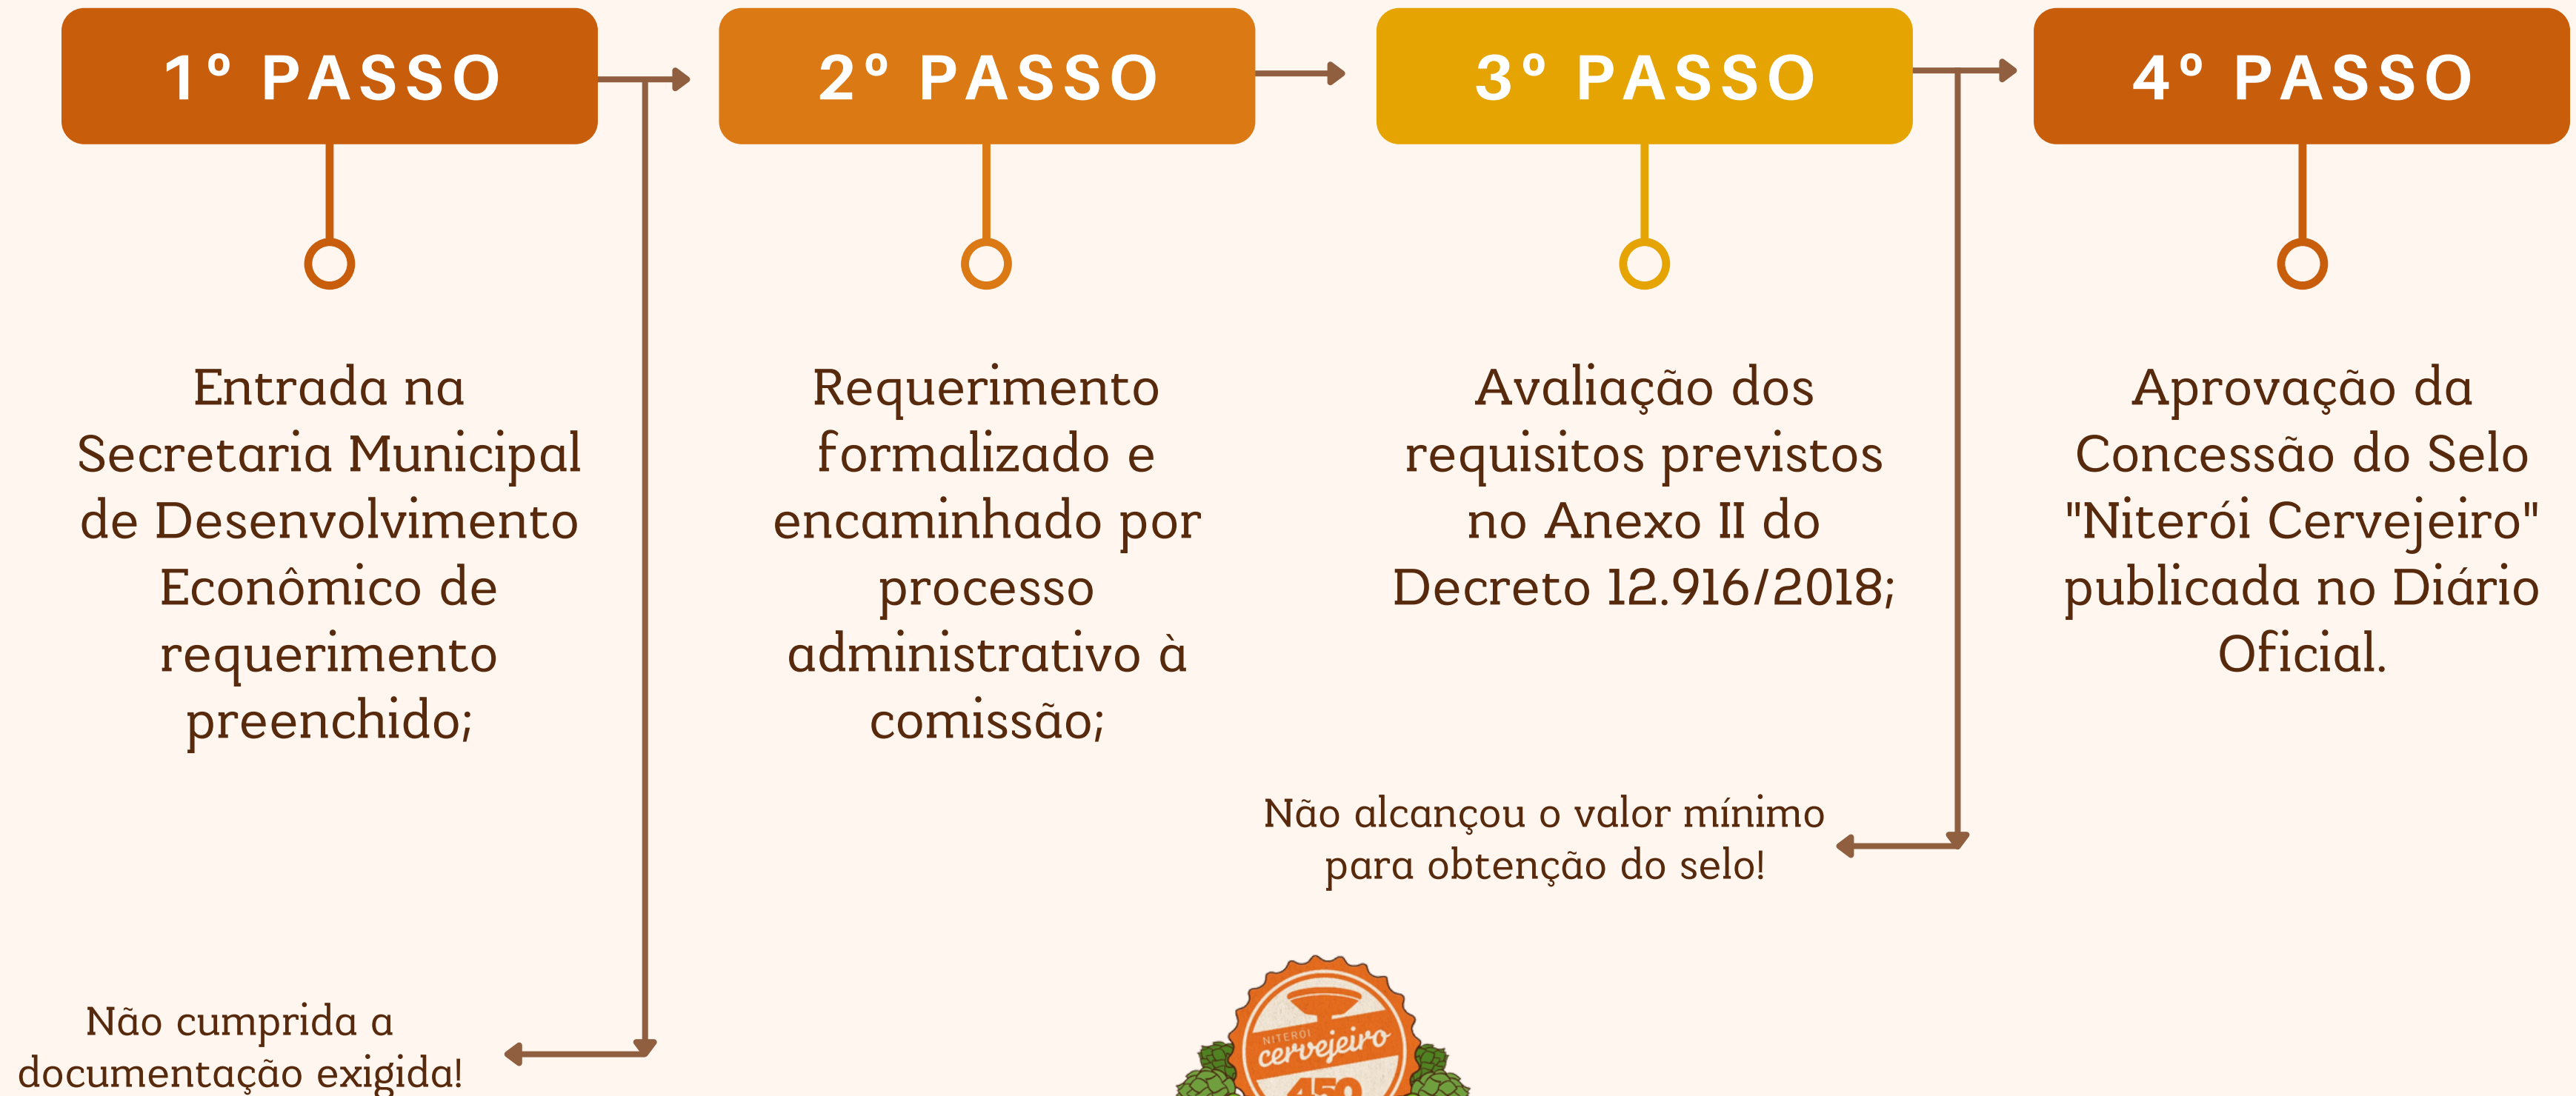 1º PASSO
Entrada na
Secretaria Municipal
de Desenvolvimento
Econômico de
requerimento
preenchido;
Não cumprida a
documentação exigida!
2º PASSO
Requerimento
formalizado e
encaminhado por
processo
administrativo à
comissão;
3º PASSO
Avaliação dos
requisitos previstos
no Anexo II do
Decreto 12.916/2018;
Não alcançou o valor mínimo
para obtenção do selo!
4º PASSO
Aprovação da
Concessão do Selo
"Niterói Cervejeiro"
publicada no Diário
Oficial.
NITERÓI
cervejeiro
450